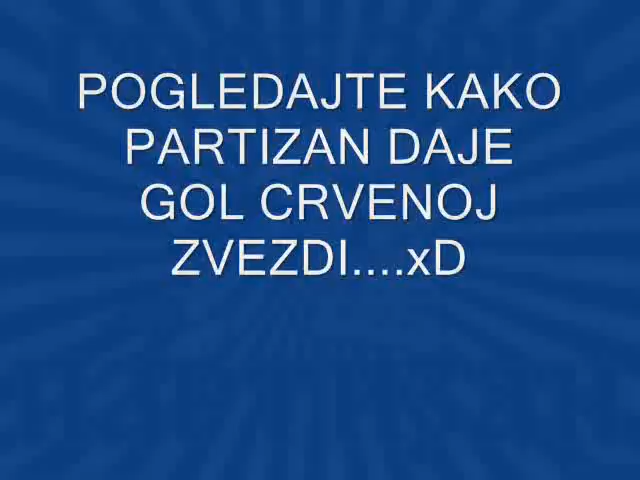 POGLEDAJTE KAKO
PARTIZAN DAJE
GOL CRVENOJ
ZVEZDI....xD